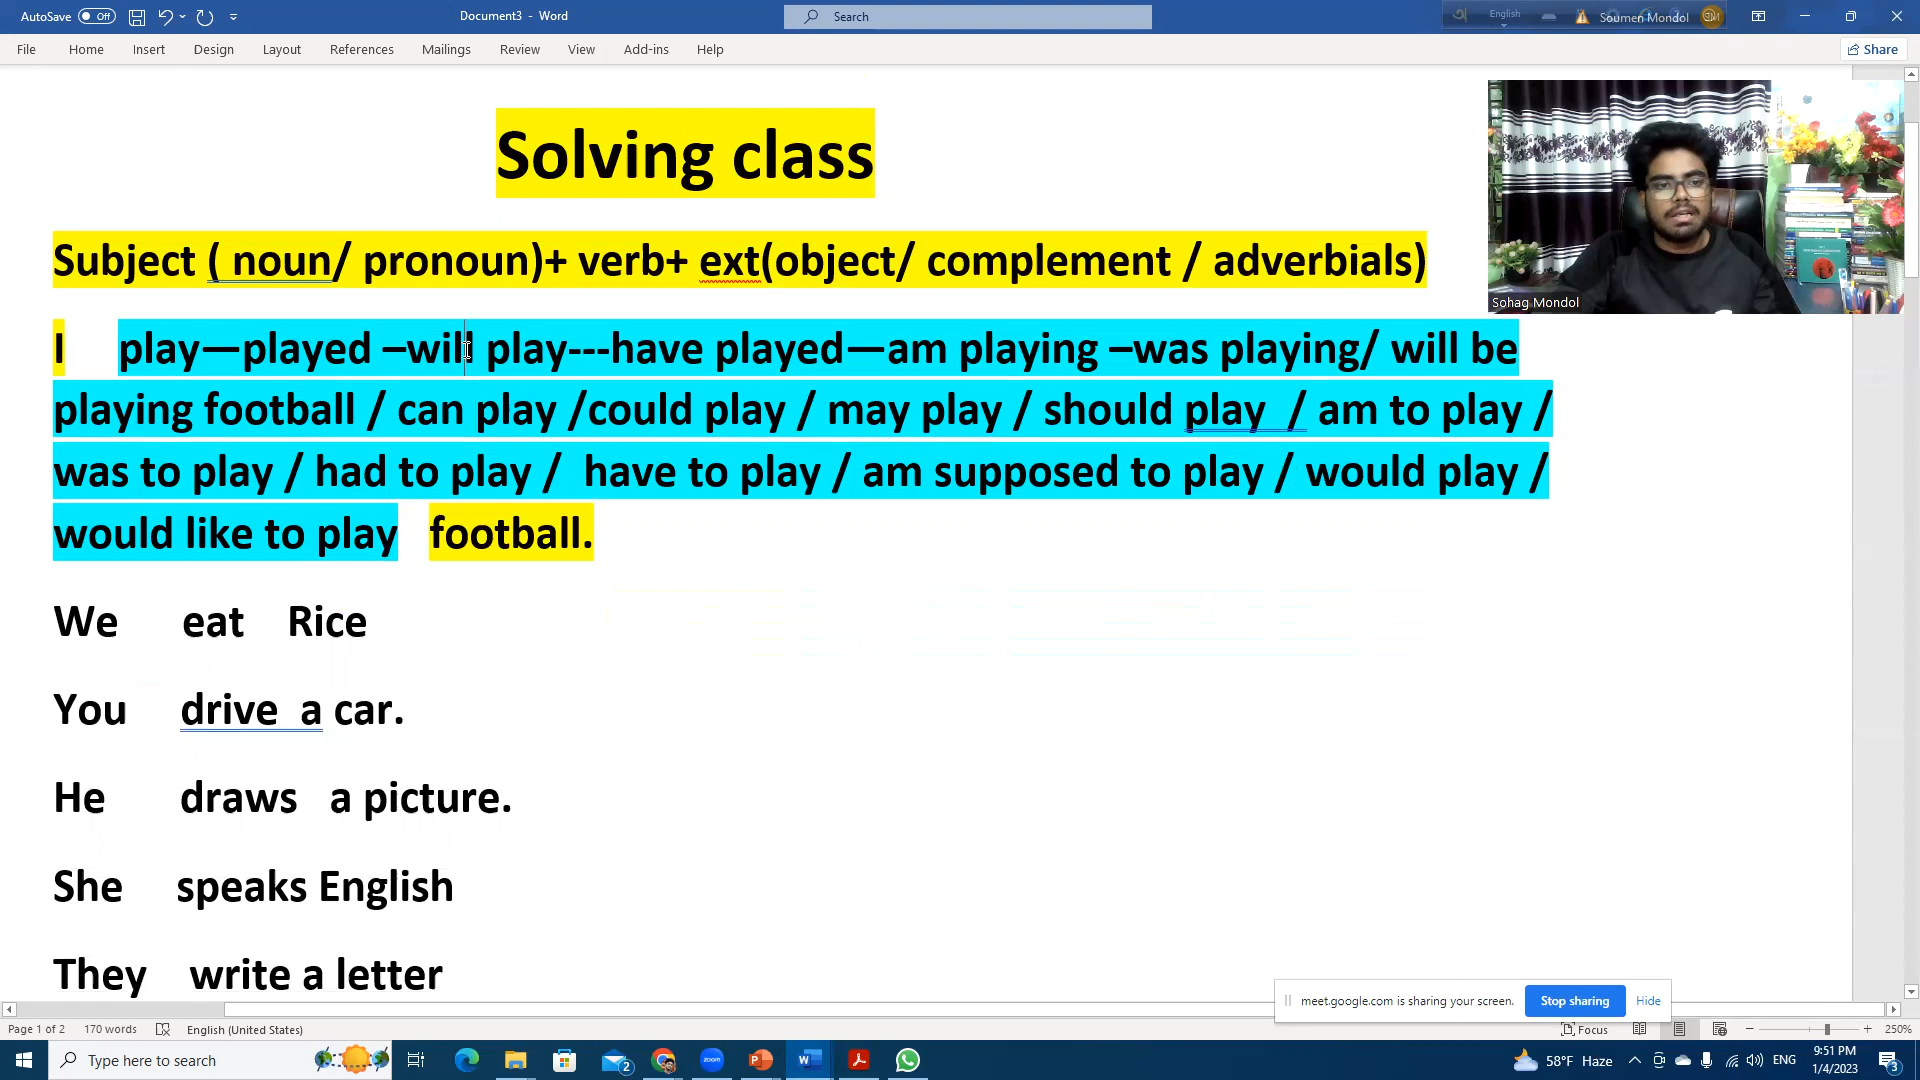 AutoSave Off Document3 - Word Search English Soumen Mondol SM
File Home Insert Design Layout References Mailings Review View Add-ins Help Share
Solving class
Subject ( noun/ pronoun)+ verb+ ext(object/ complement / adverbials)
Sohag Mondol
I play—played –will play---have played—am playing –was playing/ will be
playing football / can play /could play / may play / should play / am to play /
was to play / had to play / have to play / am supposed to play / would play /
would like to play football.
We eat Rice
You drive a car.
He draws a picture.
She speaks English
They write a letter
meet.google.com is sharing your screen. Stop sharing Hide
Page 1 of 2 170 words English (United States) Focus 250%
Type here to search 2 zoom P W 58°F Haze ENG 9:51 PM
1/4/2023 3